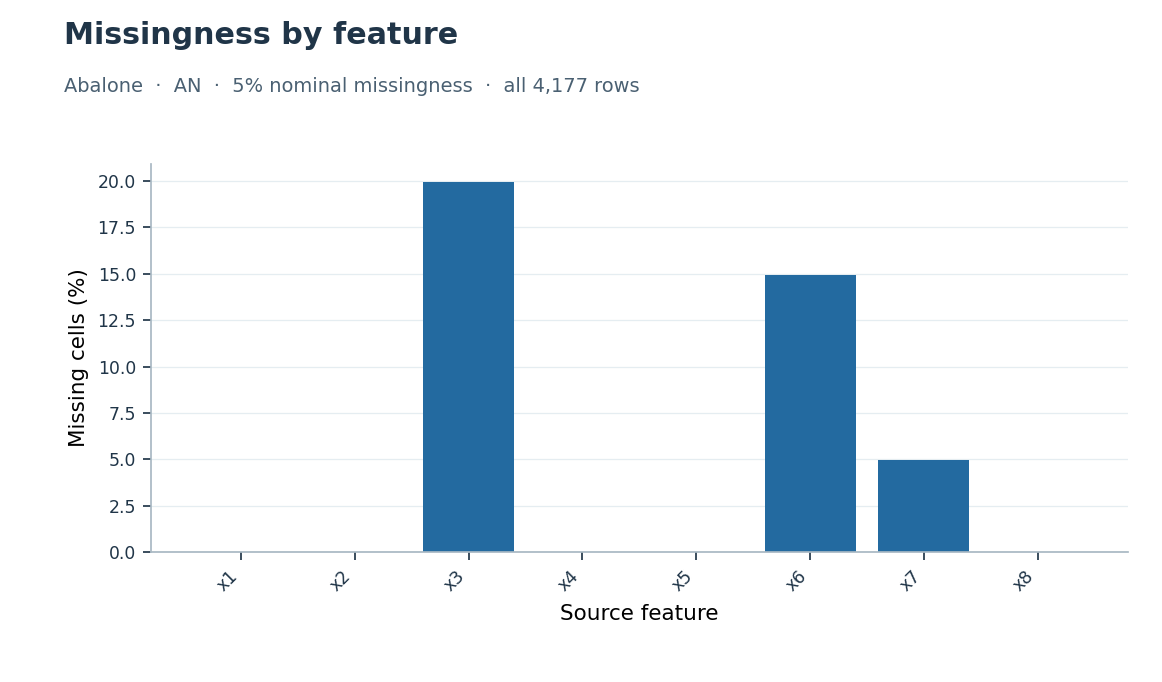 Missingness by feature
Abalone · AN · 5% nominal missingness · all 4,177 rows
20.0
17.5
15.0
12.5
10.0
7.5
5.0
2.5
0.0
Missing cells (%)
x1 x2 x3 x4 x5 x6 x7 x8
Source feature